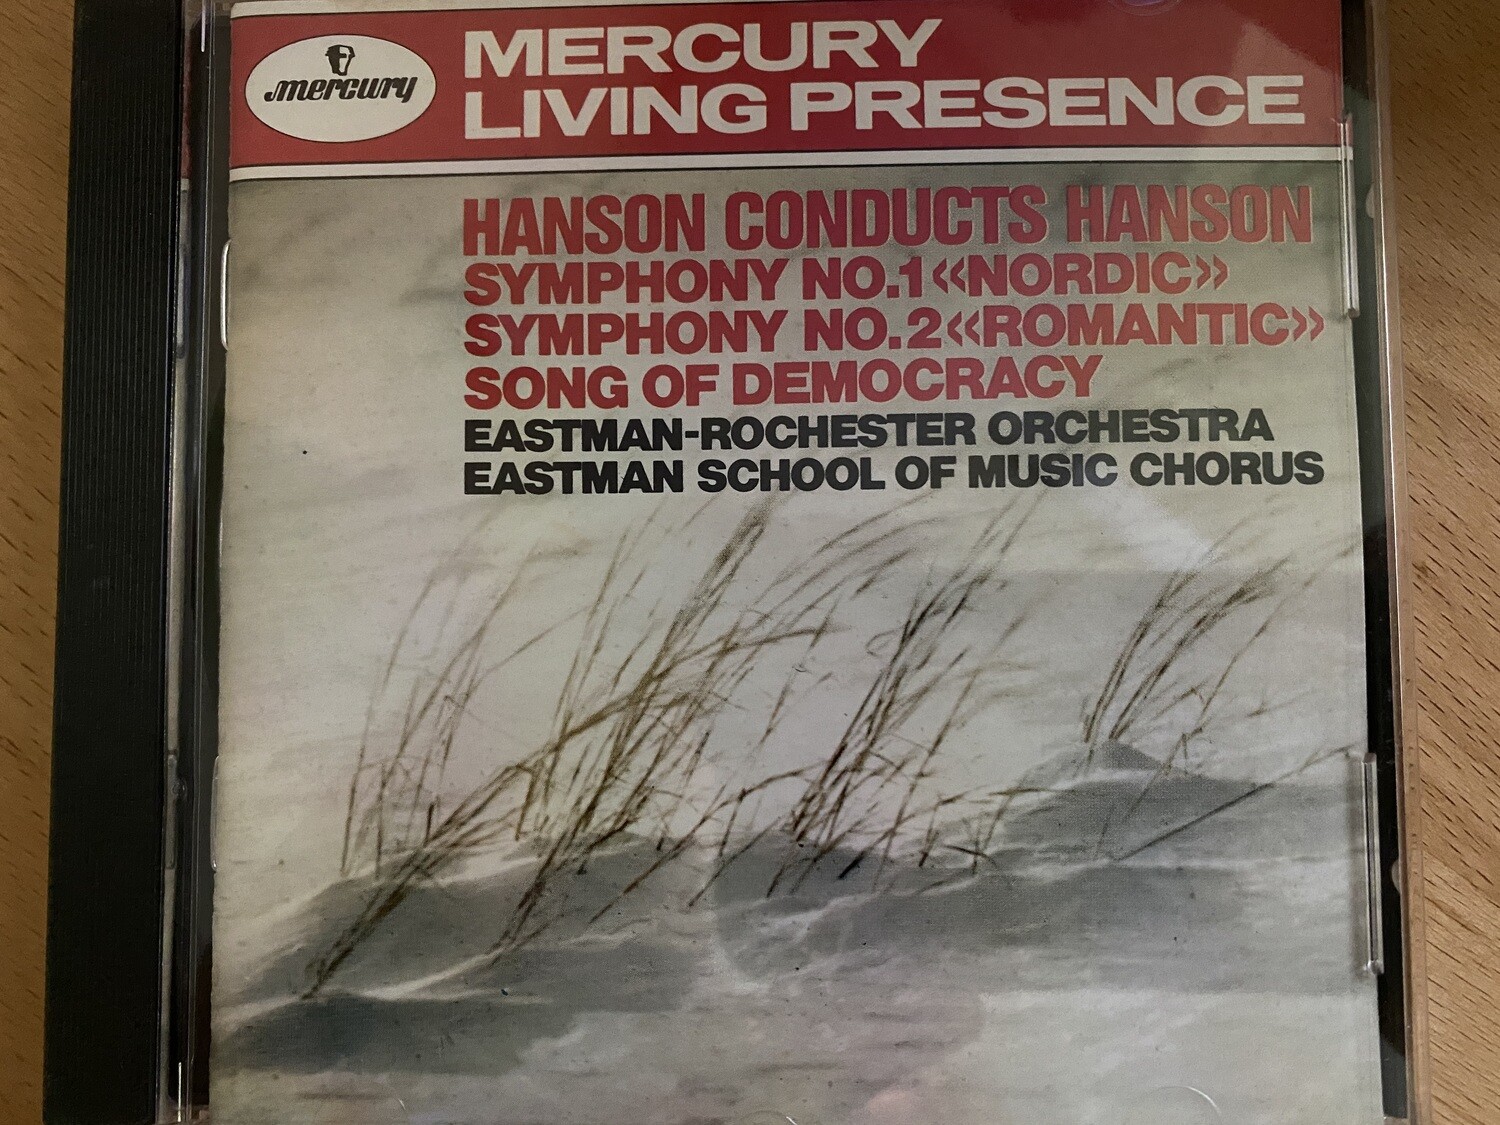 mercury
MERCURY
LIVING PRESENCE
HANSON CONDUCTS HANSON
SYMPHONY NO.1 «NORDIC»
SYMPHONY NO.2 «ROMANTIC»
SONG OF DEMOCRACY
EASTMAN-ROCHESTER ORCHESTRA
EASTMAN SCHOOL OF MUSIC CHORUS